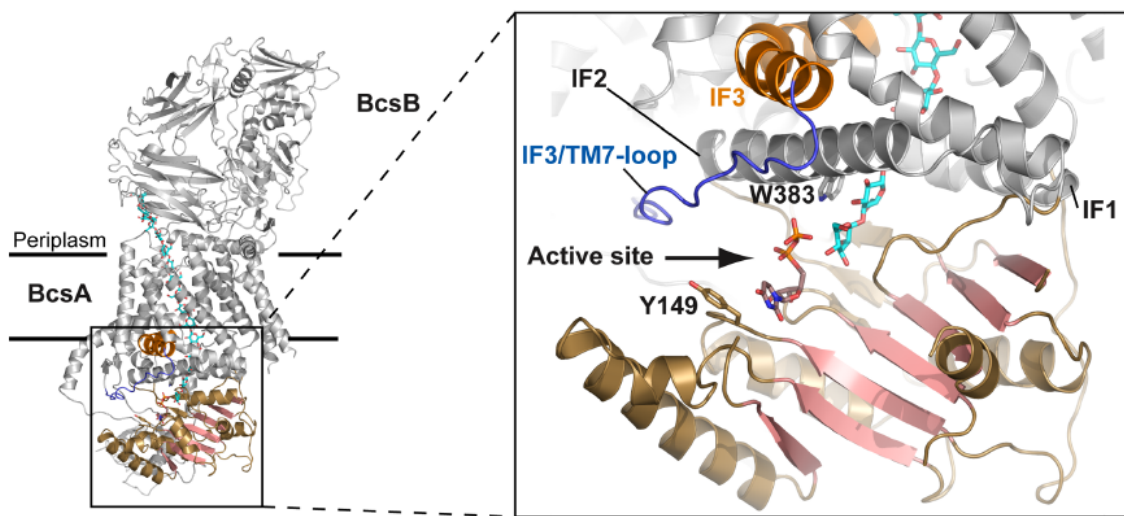 BcsB
Periplasm
BcsA
IF2
IF3
IF3/TM7-loop
W383
IF1
Active site
Y149